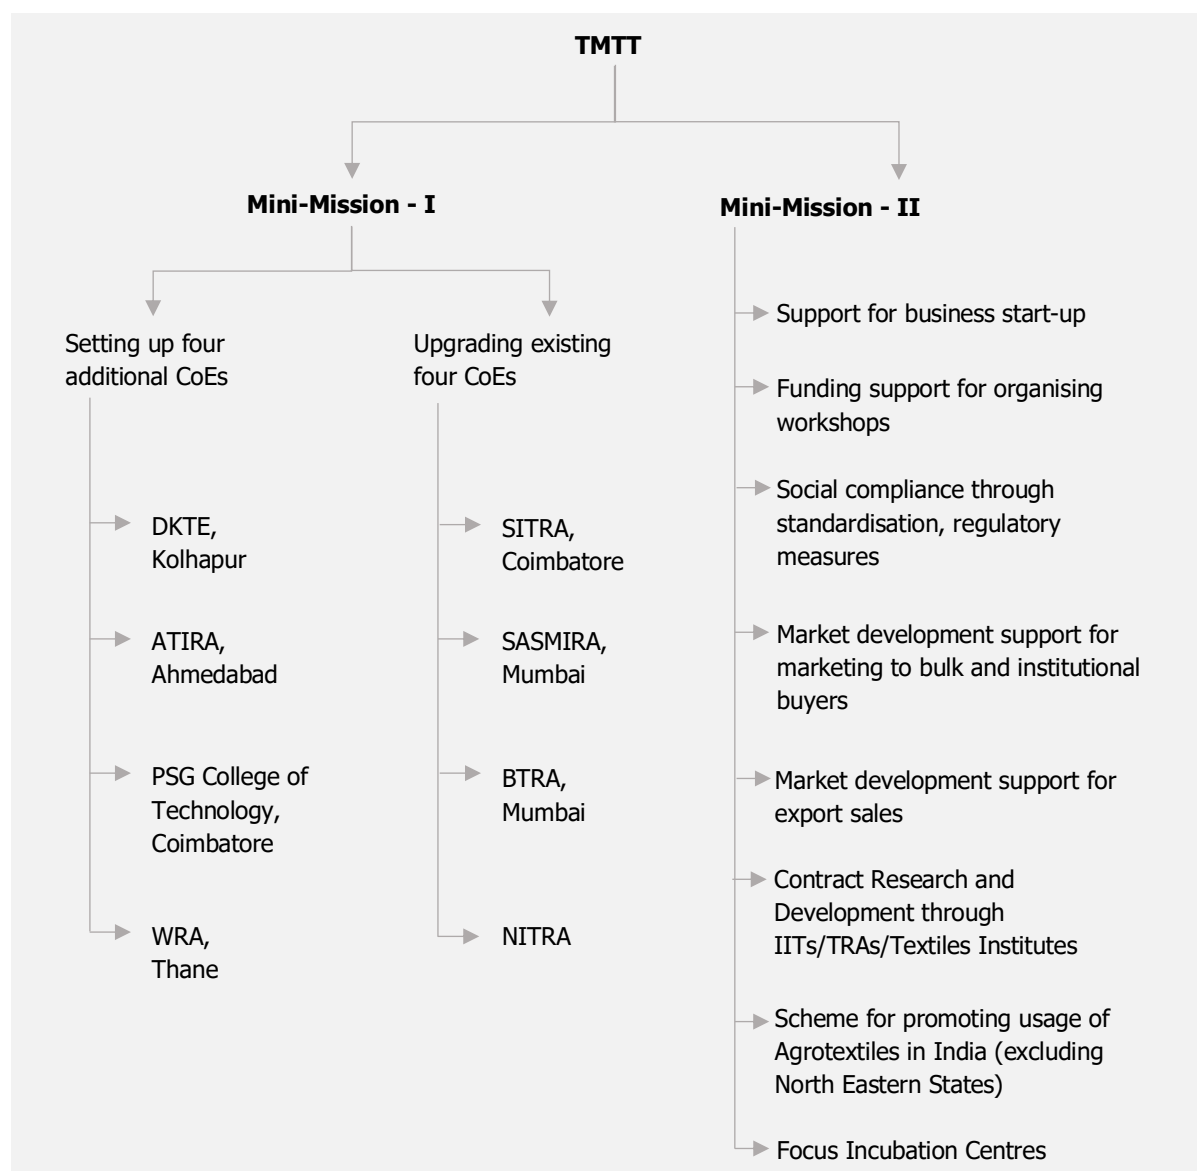 TMTT
Mini-Mission - I
Setting up four
additional CoEs
DKTE,
Kolhapur
ATIRA,
Ahmedabad
PSG College of
Technology,
Coimbatore
WRA,
Thane
Upgrading existing
four CoEs
SITRA,
Coimbatore
SASMIRA,
Mumbai
BTRA,
Mumbai
NITRA
Mini-Mission - II
Support for business start-up
Funding support for organising
workshops
Social compliance through
standardisation, regulatory
measures
Market development support for
marketing to bulk and institutional
buyers
Market development support for
export sales
Contract Research and
Development through
IITs/TRAs/Textiles Institutes
Scheme for promoting usage of
Agrotextiles in India (excluding
North Eastern States)
Focus Incubation Centres